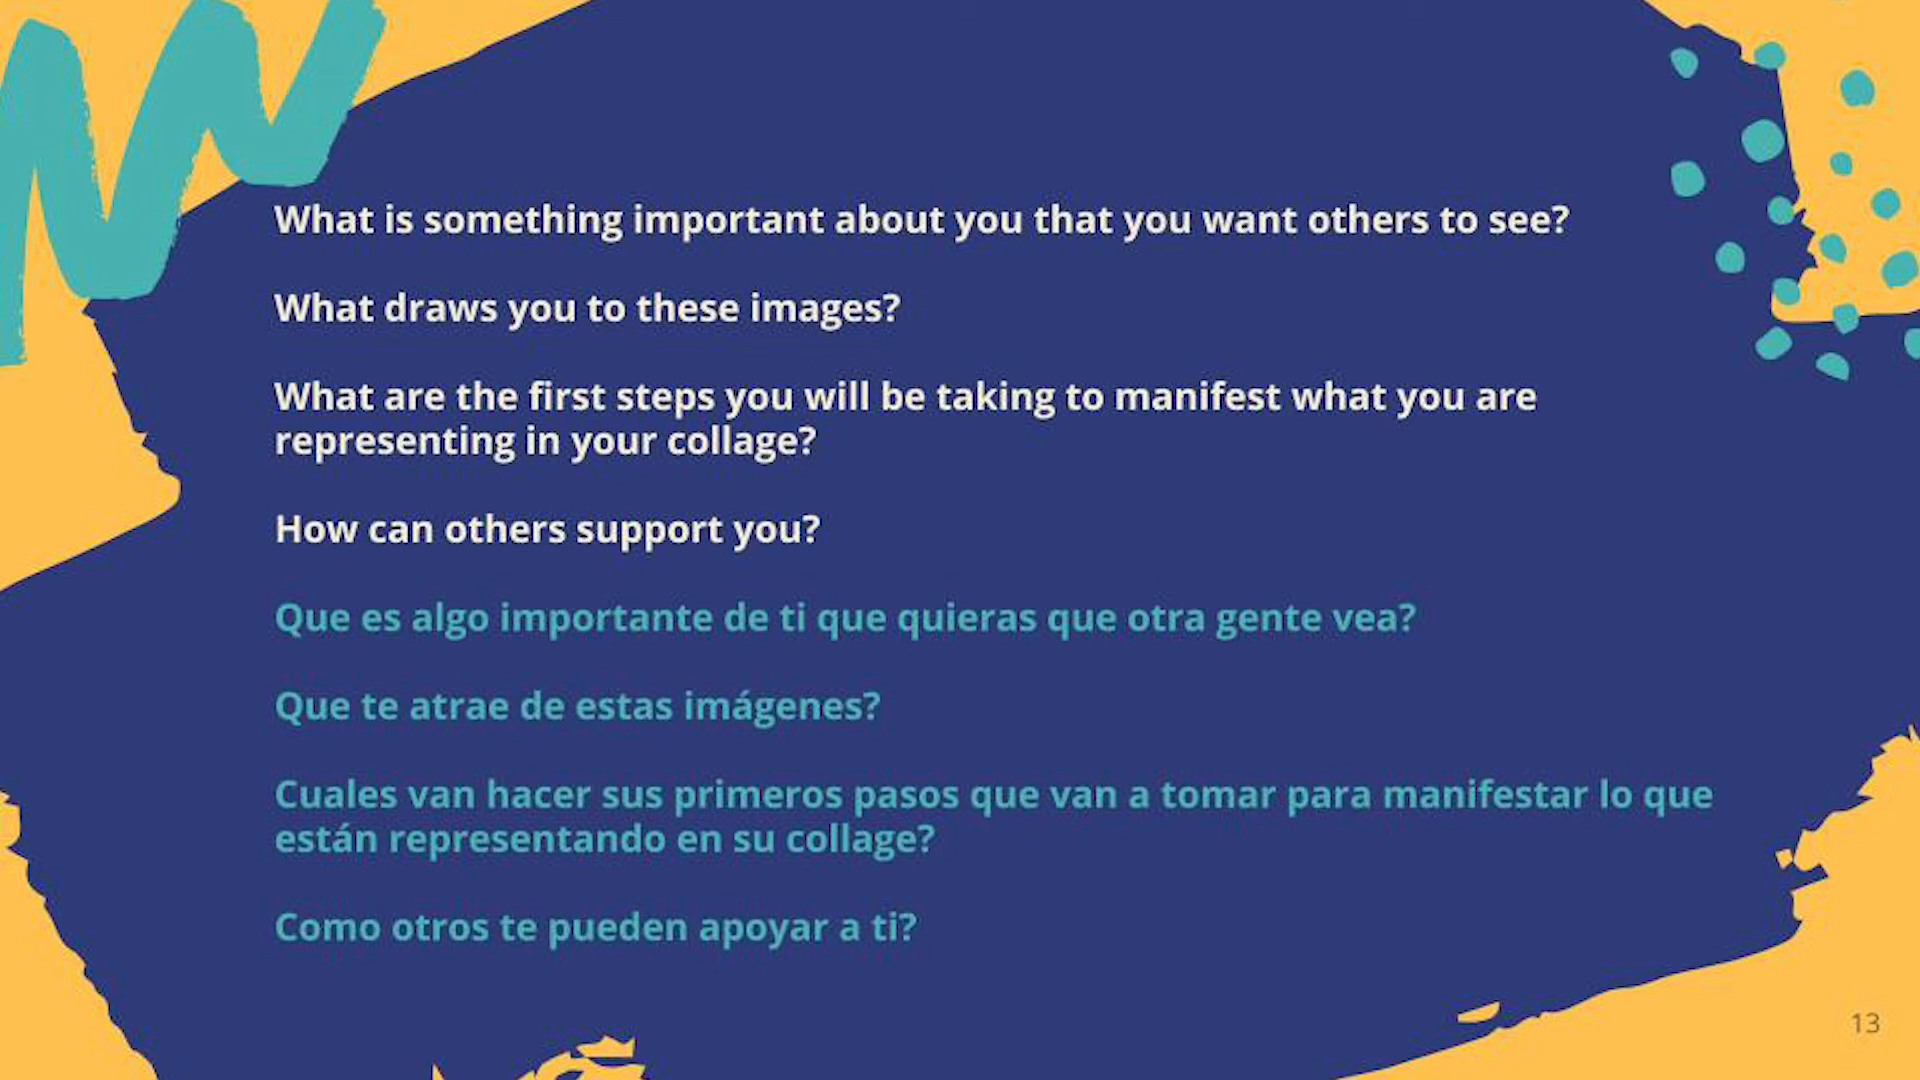 What is something important about you that you want others to see?
What draws you to these images?
What are the first steps you will be taking to manifest what you are
representing in your collage?
How can others support you?
Que es algo importante de ti que quieras que otra gente vea?
Que te atrae de estas imágenes?
Cuales van hacer sus primeros pasos que van a tomar para manifestar lo que
están representando en su collage?
Como otros te pueden apoyar a ti?
13